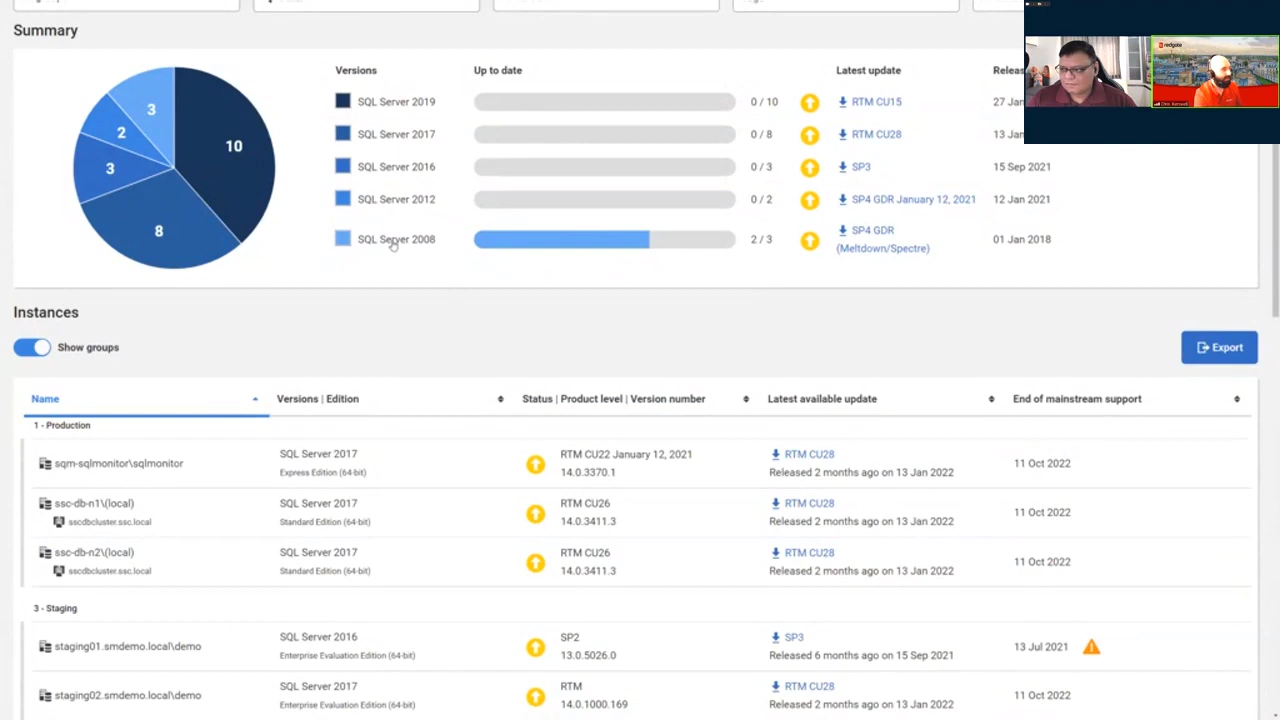 Summary
Versions Up to date Latest update
SQL Server 2019 0 / 10 RTM CU15 27 Jan
SQL Server 2017 0 / 8 RTM CU28 13 Jan
SQL Server 2016 0 / 3 SP3 15 Sep 2021
SQL Server 2012 0 / 2 SP4 GDR January 12, 2021 12 Jan 2021
SQL Server 2008 2 / 3 SP4 GDR (Meltdown/Spectre) 01 Jan 2018
3
10
2
3
8
redgate
Instances
Show groups
Export
Name Versions | Edition Status | Product level | Version number Latest available update End of mainstream support
1 - Production
sqm-sqlmonitor\sqlmonitor SQL Server 2017 RTM CU22 January 12, 2021 RTM CU28 11 Oct 2022
Express Edition (64-bit) 14.0.3370.1 Released 2 months ago on 13 Jan 2022
ssc-db-n1\(local) SQL Server 2017 RTM CU26 RTM CU28 11 Oct 2022
sscdbcluster.ssc.local Standard Edition (64-bit) 14.0.3411.3 Released 2 months ago on 13 Jan 2022
ssc-db-n2\(local) SQL Server 2017 RTM CU26 RTM CU28 11 Oct 2022
sscdbcluster.ssc.local Standard Edition (64-bit) 14.0.3411.3 Released 2 months ago on 13 Jan 2022
3 - Staging
staging01.smdemo.local\demo SQL Server 2016 SP2 SP3 13 Jul 2021
Enterprise Evaluation Edition (64-bit) 13.0.5026.0 Released 6 months ago on 15 Sep 2021
staging02.smdemo.local\demo SQL Server 2017 RTM RTM CU28 11 Oct 2022
Enterprise Evaluation Edition (64-bit) 14.0.1000.169 Released 2 months ago on 13 Jan 2022